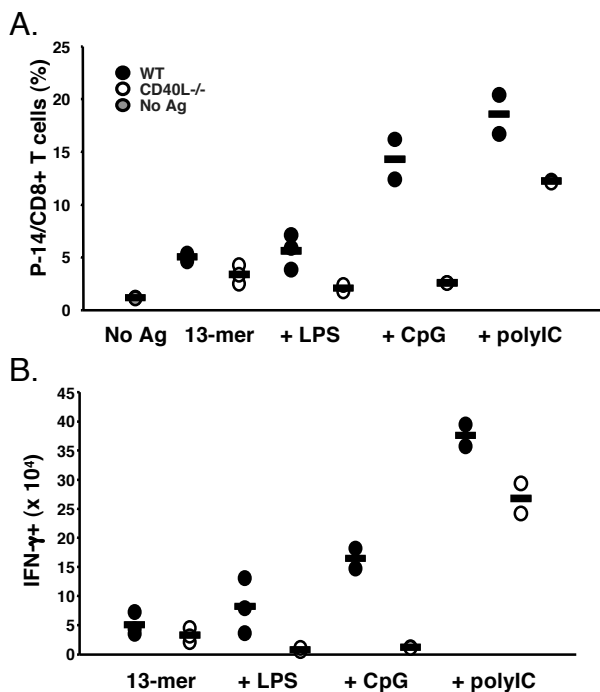 A.
P-14/CD8+ T cells (%)
25
20
15
10
5
0
WT
CD40L-/-
No Ag
No Ag 13-mer + LPS + CpG + polyIC
B.
IFN-γ+ (x 10⁴)
45
40
35
30
25
20
15
10
5
0
13-mer + LPS + CpG + polyIC